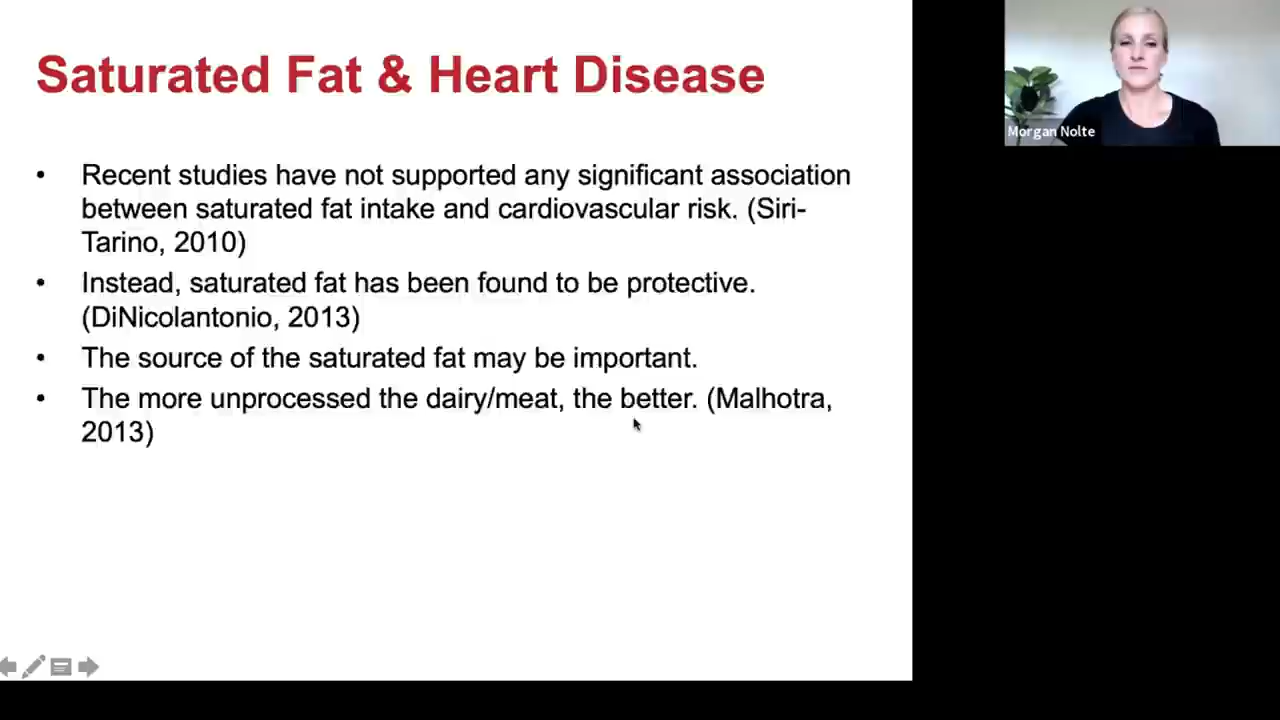 Saturated Fat & Heart Disease
• Recent studies have not supported any significant association
between saturated fat intake and cardiovascular risk. (Siri-
Tarino, 2010)
• Instead, saturated fat has been found to be protective.
(DiNicolantonio, 2013)
• The source of the saturated fat may be important.
• The more unprocessed the dairy/meat, the better. (Malhotra,
2013)
Morgan Nolte